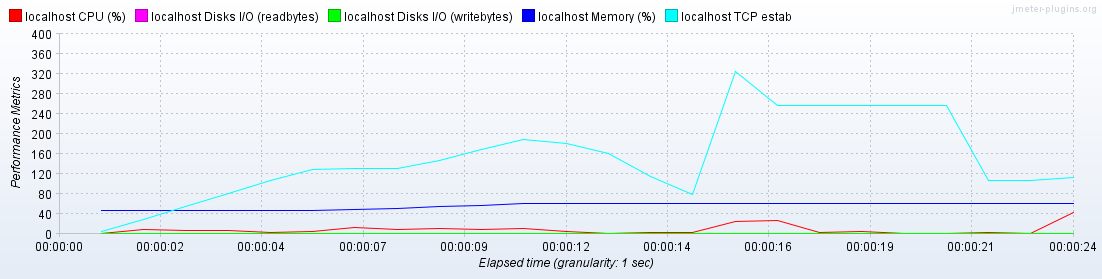 localhost CPU (%) localhost Disks I/O (readbytes) localhost Disks I/O (writebytes) localhost Memory (%) localhost TCP estab
jmeter-plugins.org
Performance Metrics
400
360
320
280
240
200
160
120
80
40
0
00:00:00 00:00:02 00:00:04 00:00:07 00:00:09 00:00:12 00:00:14 00:00:16 00:00:19 00:00:21 00:00:24
Elapsed time (granularity: 1 sec)